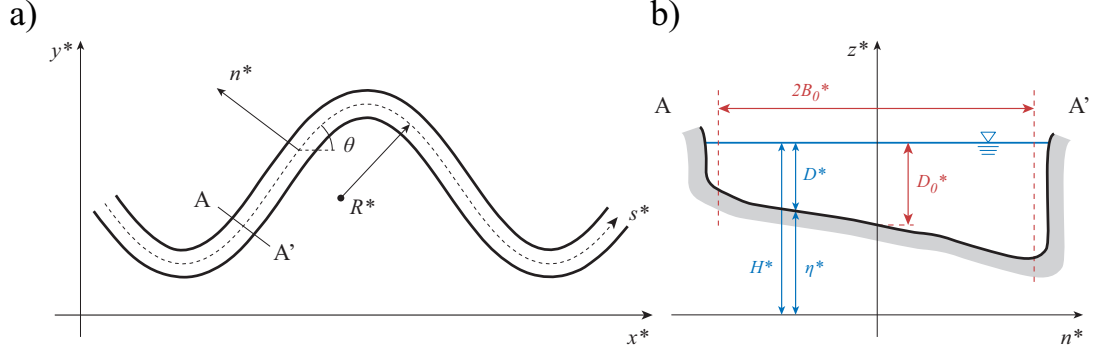 a)
y*
n*
θ
A
A'
R*
s*
x*
b)
z*
A
2B₀*
A'
D*
D₀*
H*
η*
n*